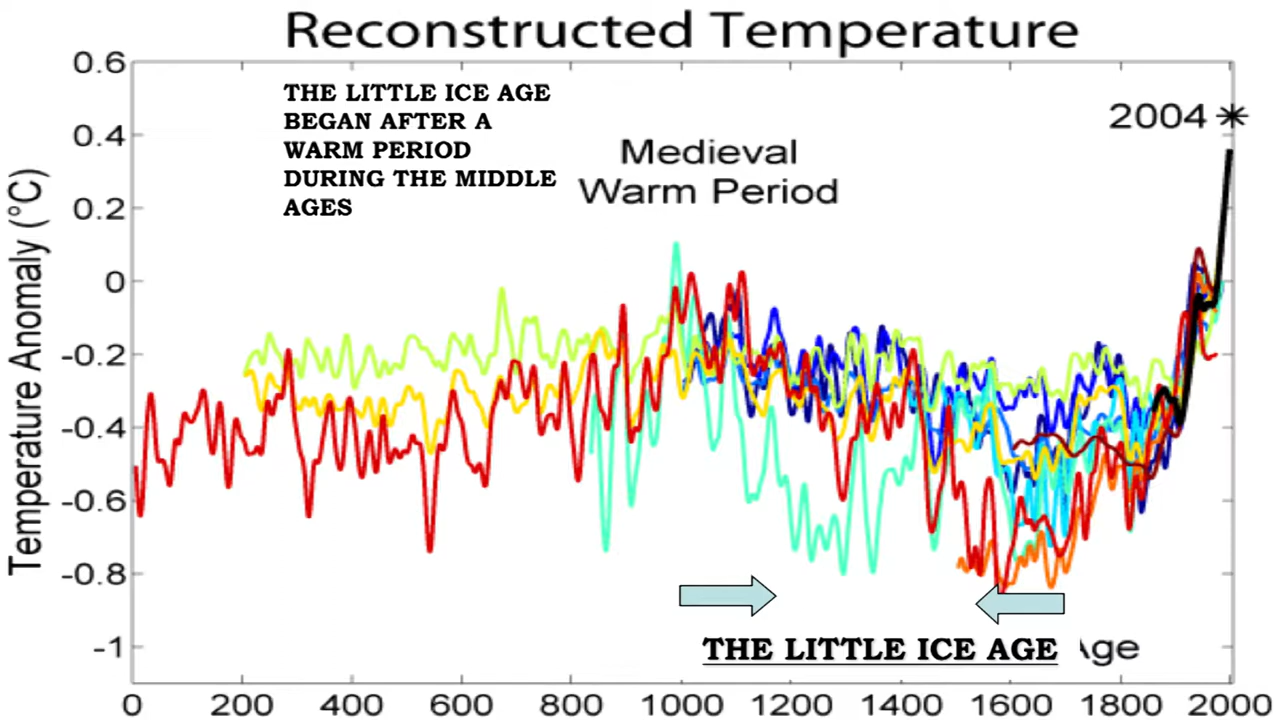 Reconstructed Temperature
0.6
0.4
0.2
0
-0.2
-0.4
-0.6
-0.8
-1
Temperature Anomaly (°C)
THE LITTLE ICE AGE
BEGAN AFTER A
WARM PERIOD
DURING THE MIDDLE
AGES
Medieval
Warm Period
2004 *
THE LITTLE ICE AGE
Age
0 200 400 600 800 1000 1200 1400 1600 1800 2000